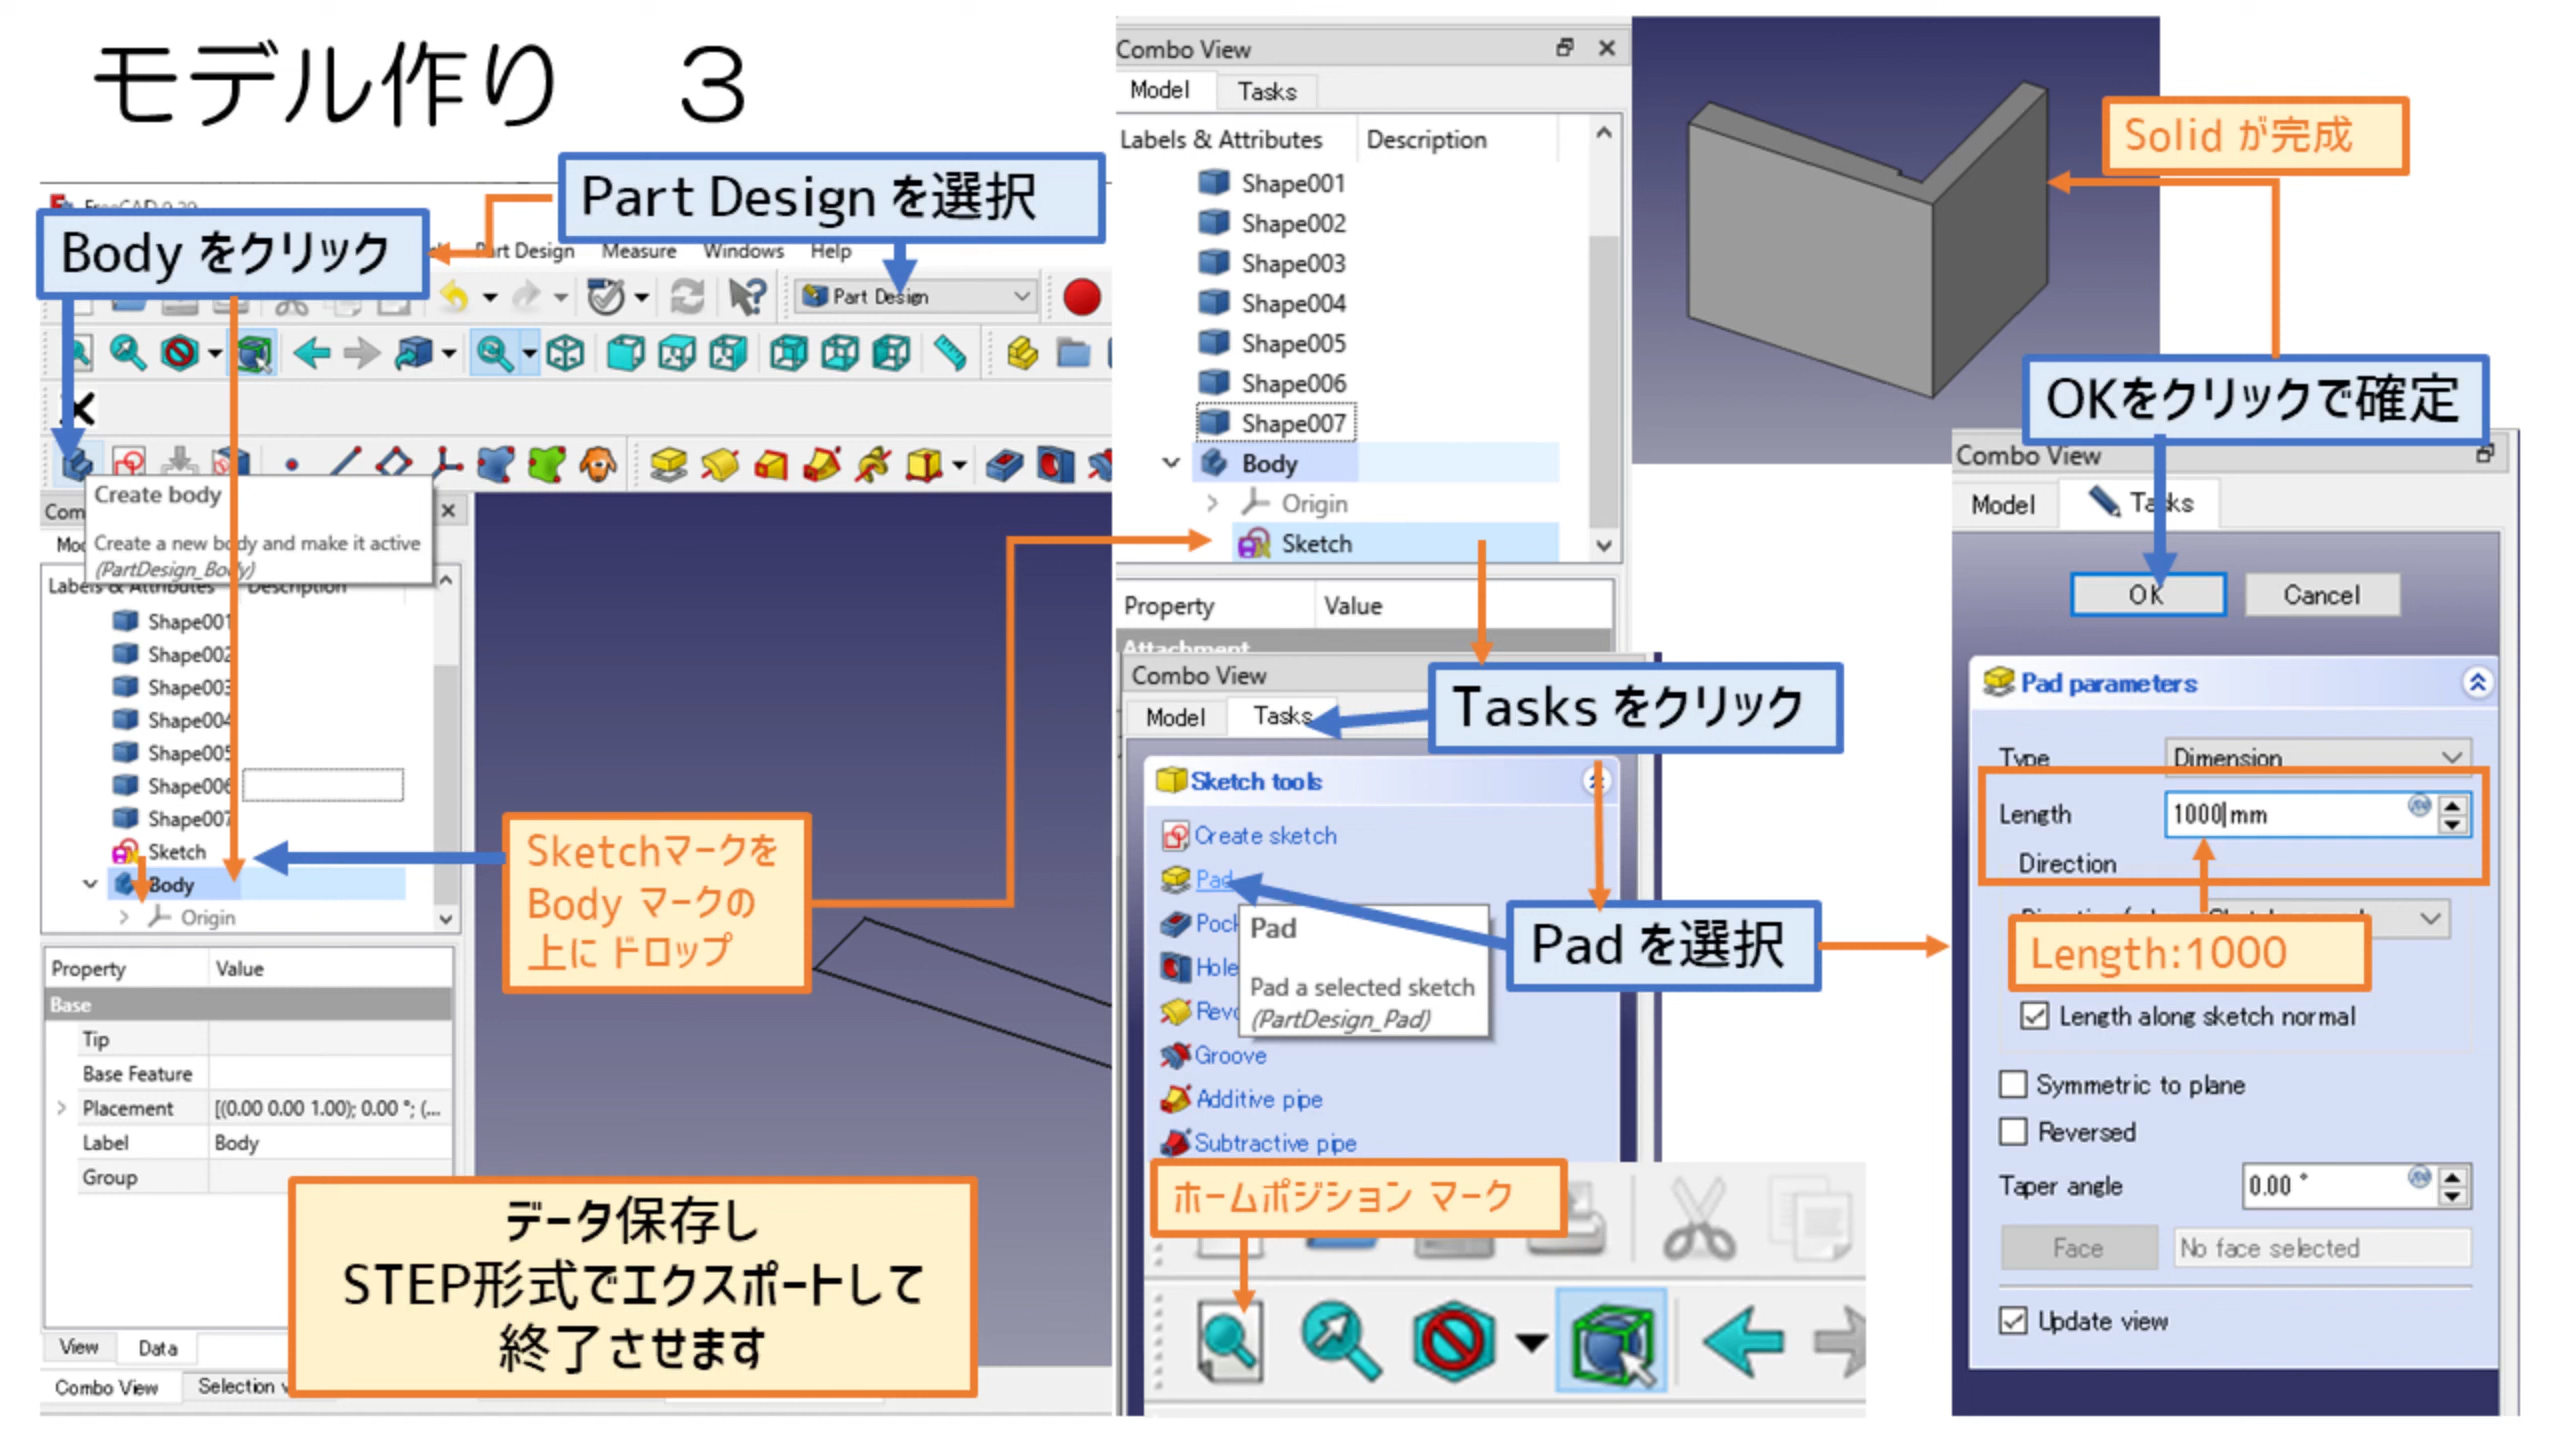 モデル作り　３
Part Design を選択
Body をクリック
Part Design
Measure
Windows
Help
Part Design
Create body
Create a new body and make it active
(PartDesign_Body)
Labels & Attributes
Description
Shape001
Shape002
Shape003
Shape004
Shape005
Shape006
Shape007
Sketch
Body
Origin
Property
Value
Base
Tip
Base Feature
Placement
[(0.00 0.00 1.00); 0.00 °; (...
Label
Body
Group
View
Data
Combo View
Selection v
Sketchマークを
Body マークの
上に ドロップ
データ保存し
STEP形式でエクスポートして
終了させます
Combo View
Model
Tasks
Labels & Attributes
Description
Shape001
Shape002
Shape003
Shape004
Shape005
Shape006
Shape007
Body
Origin
Sketch
Property
Value
Attachment
Combo View
Model
Tasks
Tasks をクリック
Sketch tools
Create sketch
Pad
Pock
Hole
Revo
Groove
Additive pipe
Subtractive pipe
Pad
Pad a selected sketch
(PartDesign_Pad)
Pad を選択
ホームポジション マーク
Solid が完成
OKをクリックで確定
Combo View
Model
Tasks
OK
Cancel
Pad parameters
Type
Dimension
Length
1000 mm
Direction
Length:1000
Length along sketch normal
Symmetric to plane
Reversed
Taper angle
0.00 °
Face
No face selected
Update view